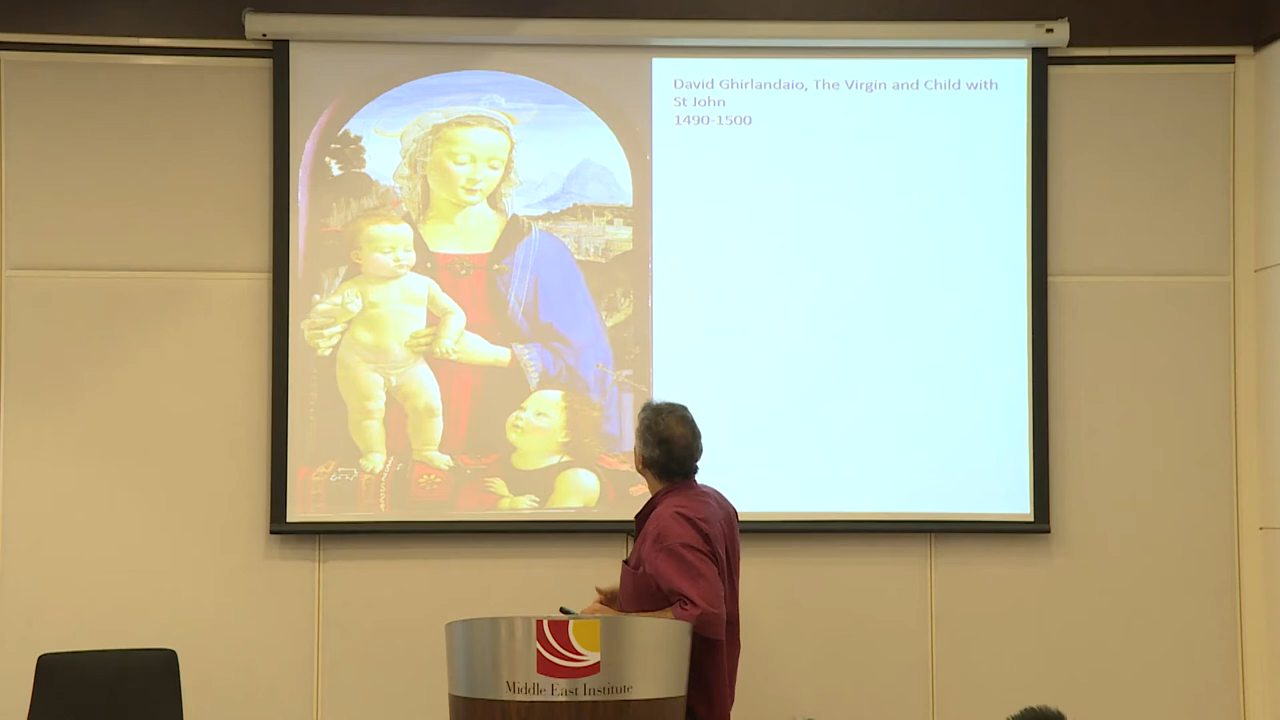 David Ghirlandaio, The Virgin and Child with
St John
1490-1500
Middle East Institute